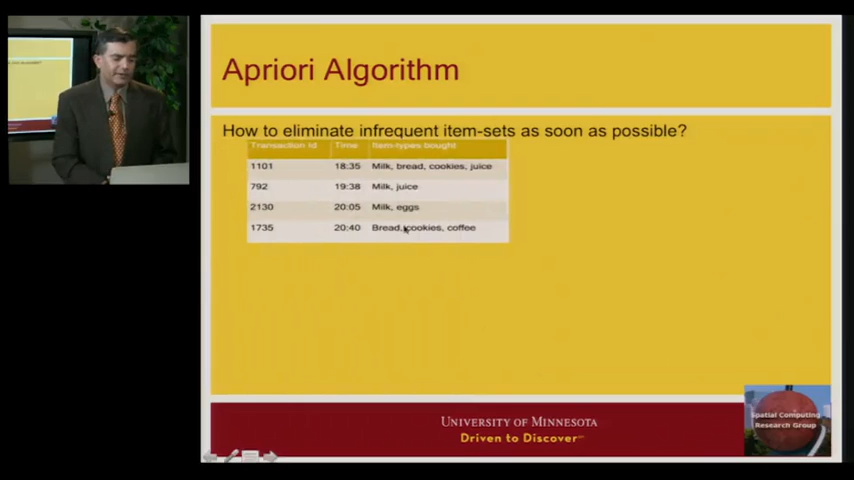 Apriori Algorithm
How to eliminate infrequent item-sets as soon as possible?
Transaction Id Time Item-types bought
1101 18:35 Milk, bread, cookies, juice
792 19:38 Milk, juice
2130 20:05 Milk, eggs
1735 20:40 Bread, cookies, coffee
Spatial Computing
Research Group
UNIVERSITY OF MINNESOTA
Driven to Discover